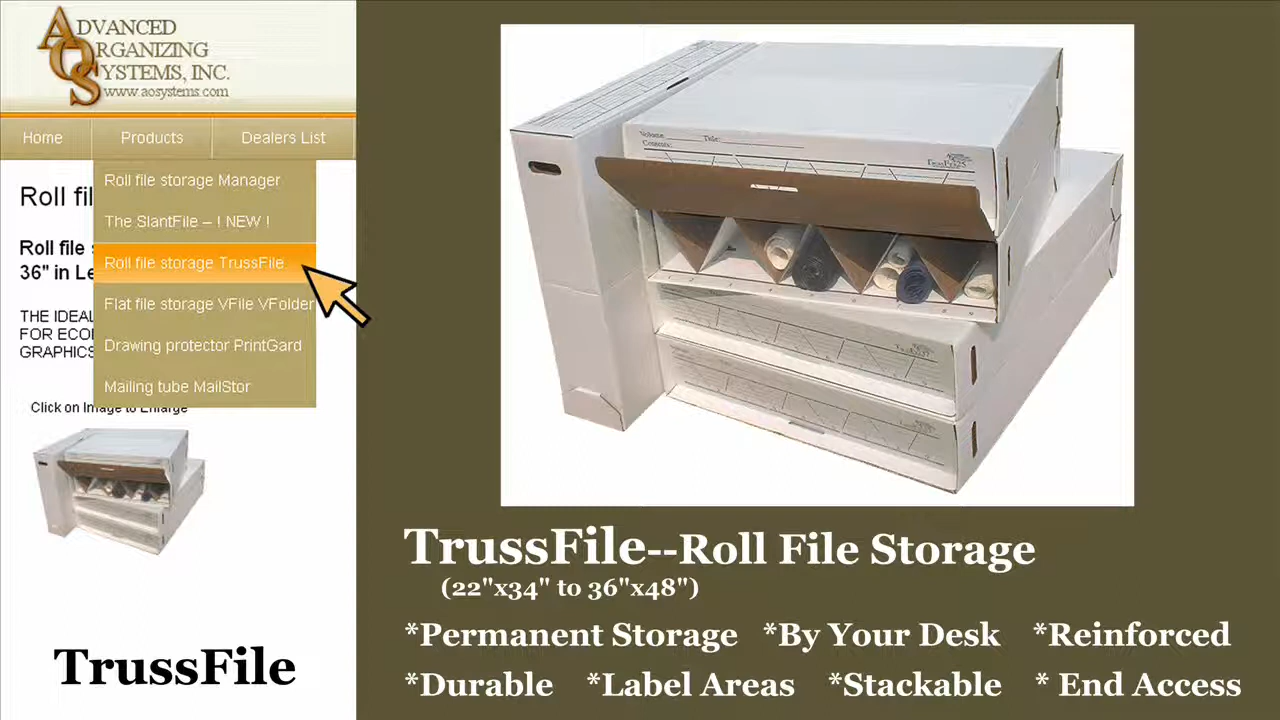 ADVANCED
ORGANIZING
SYSTEMS, INC.
www.aosystems.com
Home
Products
Dealers List
Roll file storage Manager
The SlantFile – ! NEW !
Roll file storage TrussFile
Flat file storage VFile VFolder
Drawing protector PrintGard
Mailing tube MailStor
Roll fil
Roll file s
36" in Le
THE IDEAL
FOR ECO
GRAPHICS
Click on Image to Enlarge
TrussFile
Volume: Title:
Contents:
TrussFile--Roll File Storage
(22"x34" to 36"x48")
*Permanent Storage *By Your Desk *Reinforced
*Durable *Label Areas *Stackable * End Access